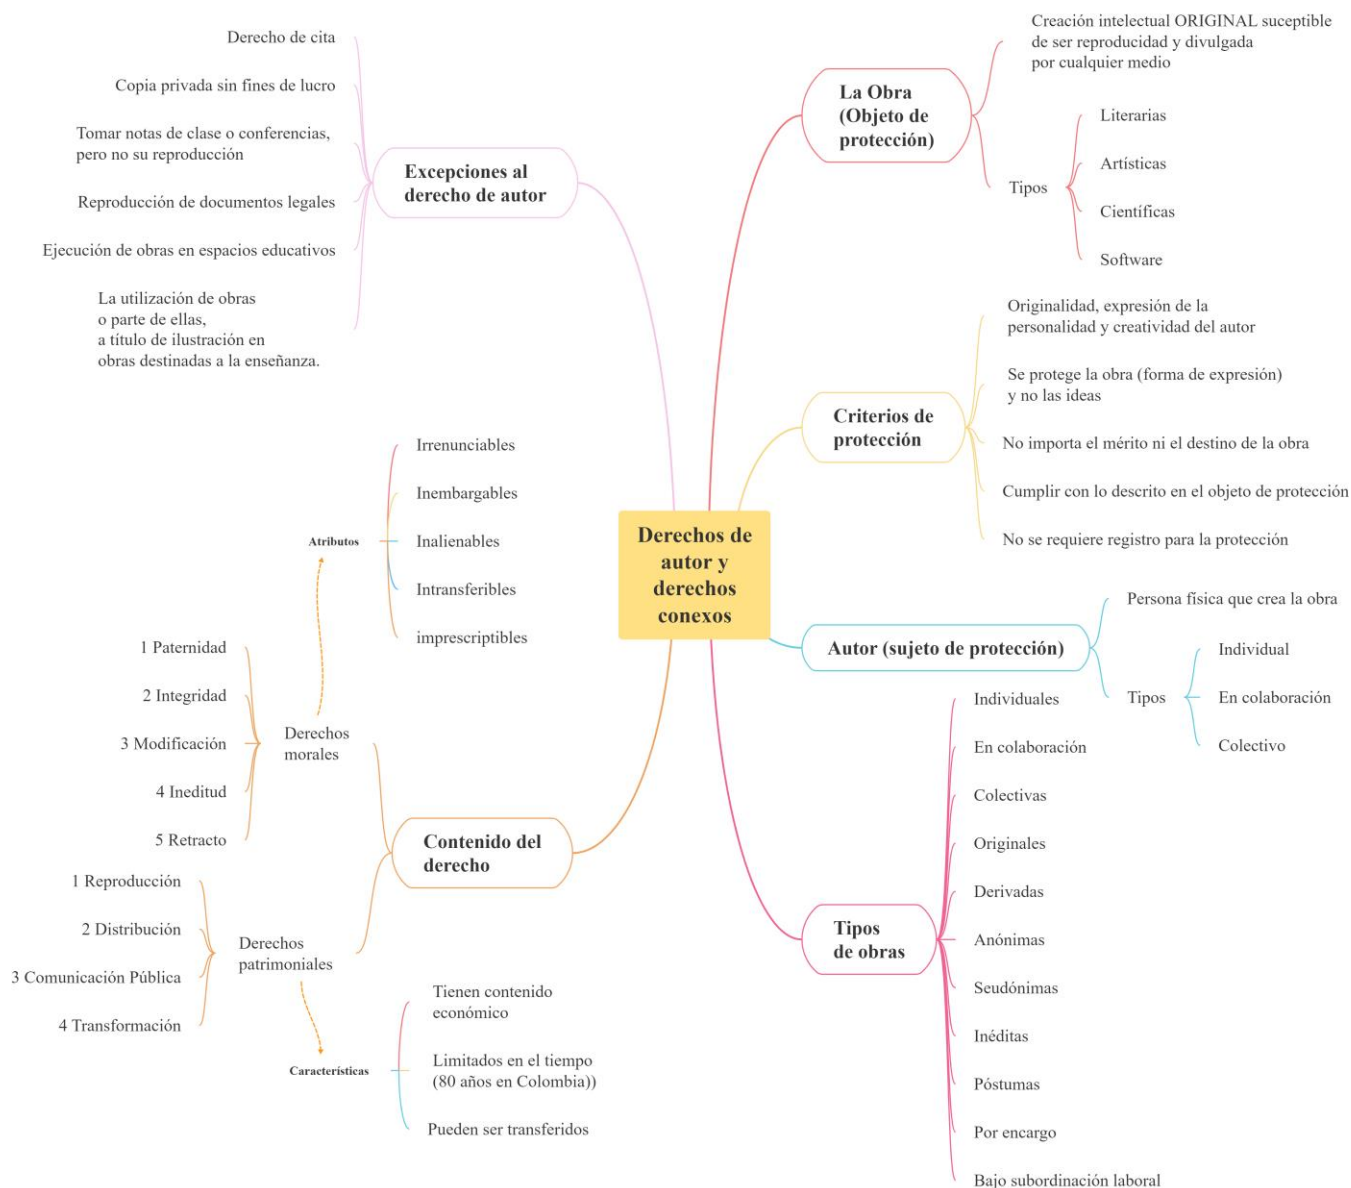 Derechos de
autor y
derechos
conexos
La Obra
(Objeto de
protección)
Creación intelectual ORIGINAL suceptible
de ser reproducidad y divulgada
por cualquier medio
Tipos
Literarias
Artísticas
Científicas
Software
Criterios de
protección
Originalidad, expresión de la
personalidad y creatividad del autor
Se protege la obra (forma de expresión)
y no las ideas
No importa el mérito ni el destino de la obra
Cumplir con lo descrito en el objeto de protección
No se requiere registro para la protección
Autor (sujeto de protección)
Persona física que crea la obra
Tipos
Individual
En colaboración
Colectivo
Tipos
de obras
Individuales
En colaboración
Colectivas
Originales
Derivadas
Anónimas
Seudónimas
Inéditas
Póstumas
Por encargo
Bajo subordinación laboral
Excepciones al
derecho de autor
Derecho de cita
Copia privada sin fines de lucro
Tomar notas de clase o conferencias,
pero no su reproducción
Reproducción de documentos legales
Ejecución de obras en espacios educativos
La utilización de obras
o parte de ellas,
a título de ilustración en
obras destinadas a la enseñanza.
Contenido del
derecho
Derechos
morales
1 Paternidad
2 Integridad
3 Modificación
4 Ineditud
5 Retracto
Atributos
Irrenunciables
Inembargables
Inalienables
Intransferibles
imprescriptibles
Derechos
patrimoniales
1 Reproducción
2 Distribución
3 Comunicación Pública
4 Transformación
Características
Tienen contenido
económico
Limitados en el tiempo
(80 años en Colombia))
Pueden ser transferidos